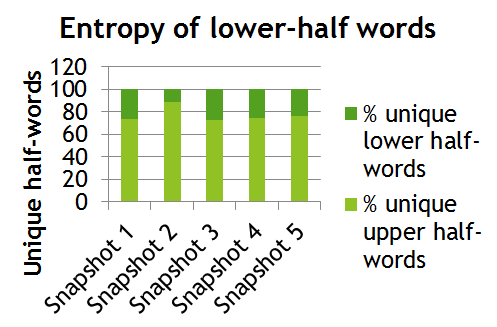 Entropy of lower-half words
Unique half-words
120
100
80
60
40
20
0
Snapshot 1
Snapshot 2
Snapshot 3
Snapshot 4
Snapshot 5
% unique
lower half-
words
% unique
upper half-
words